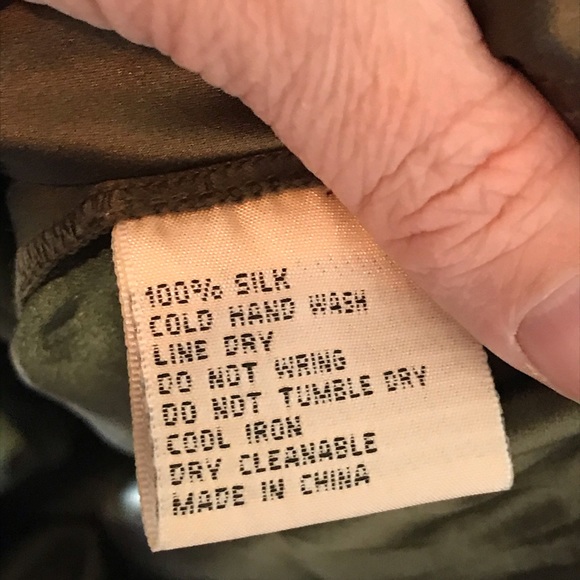 100% SILK
COLD HAND WASH
LINE DRY
DO NOT WRING
DO NOT TUMBLE DRY
COOL IRON
DRY CLEANABLE
MADE IN CHINA